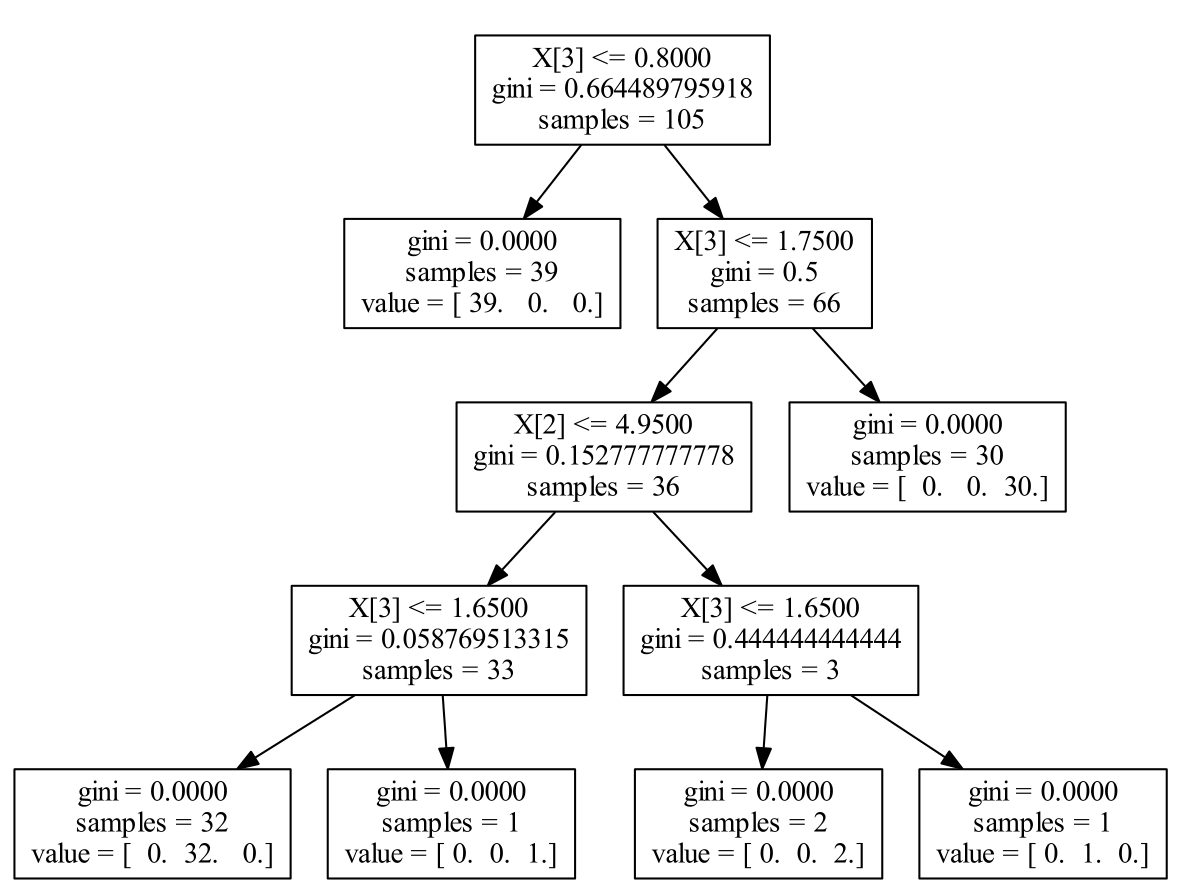 X[3] <= 0.8000
gini = 0.664489795918
samples = 105
gini = 0.0000
samples = 39
value = [ 39. 0. 0.]
X[3] <= 1.7500
gini = 0.5
samples = 66
X[2] <= 4.9500
gini = 0.152777777778
samples = 36
gini = 0.0000
samples = 30
value = [ 0. 0. 30.]
X[3] <= 1.6500
gini = 0.058769513315
samples = 33
X[3] <= 1.6500
gini = 0.444444444444
samples = 3
gini = 0.0000
samples = 32
value = [ 0. 32. 0.]
gini = 0.0000
samples = 1
value = [ 0. 0. 1.]
gini = 0.0000
samples = 2
value = [ 0. 0. 2.]
gini = 0.0000
samples = 1
value = [ 0. 1. 0.]